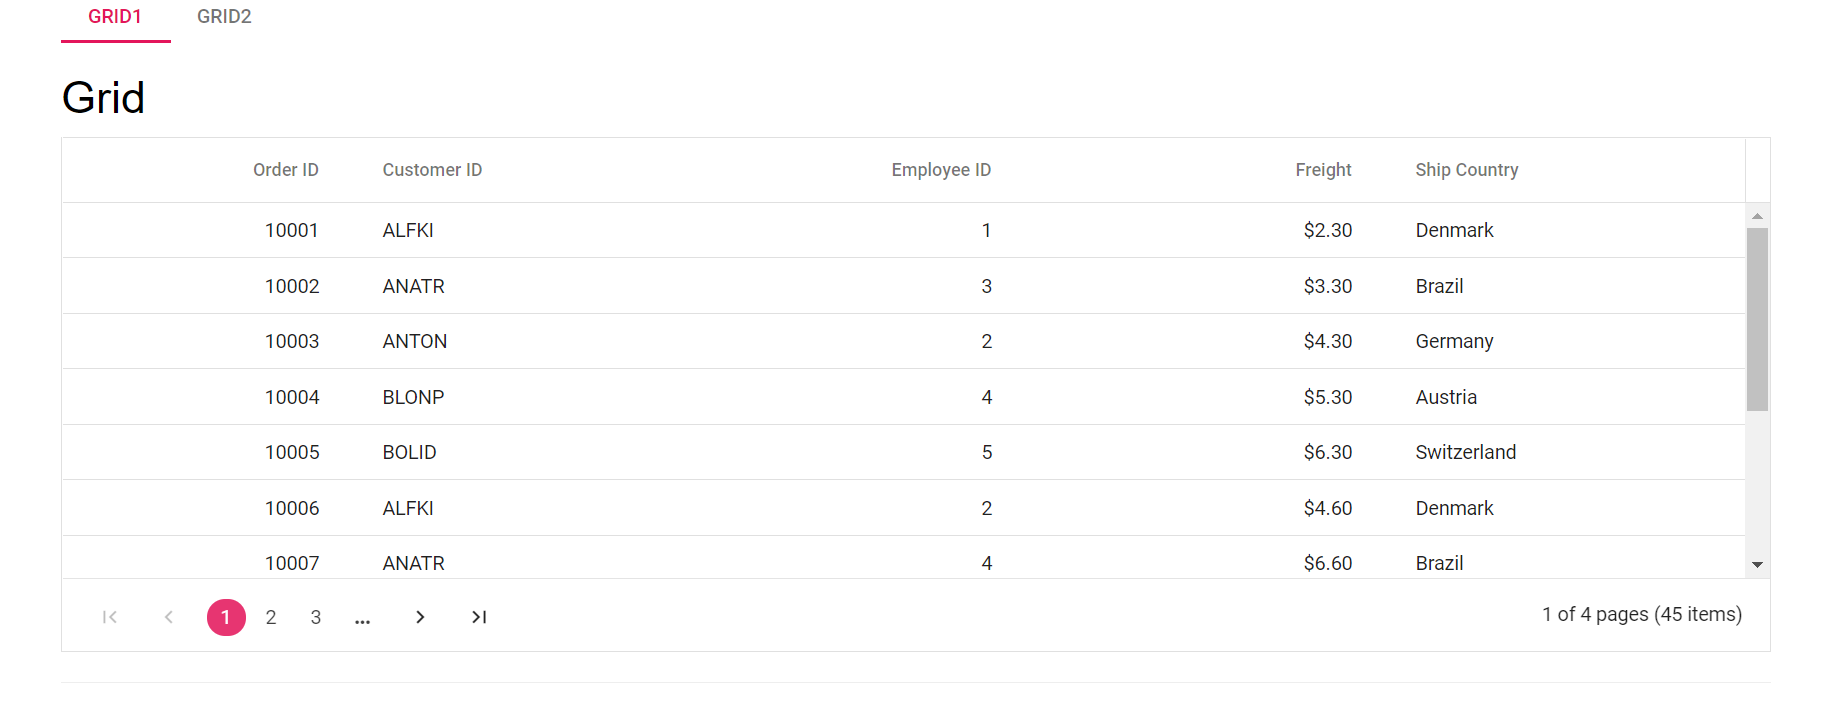 GRID1 GRID2
Grid
Order ID Customer ID Employee ID Freight Ship Country
10001 ALFKI 1 $2.30 Denmark
10002 ANATR 3 $3.30 Brazil
10003 ANTON 2 $4.30 Germany
10004 BLONP 4 $5.30 Austria
10005 BOLID 5 $6.30 Switzerland
10006 ALFKI 2 $4.60 Denmark
10007 ANATR 4 $6.60 Brazil
1 2 3 ... 1 of 4 pages (45 items)